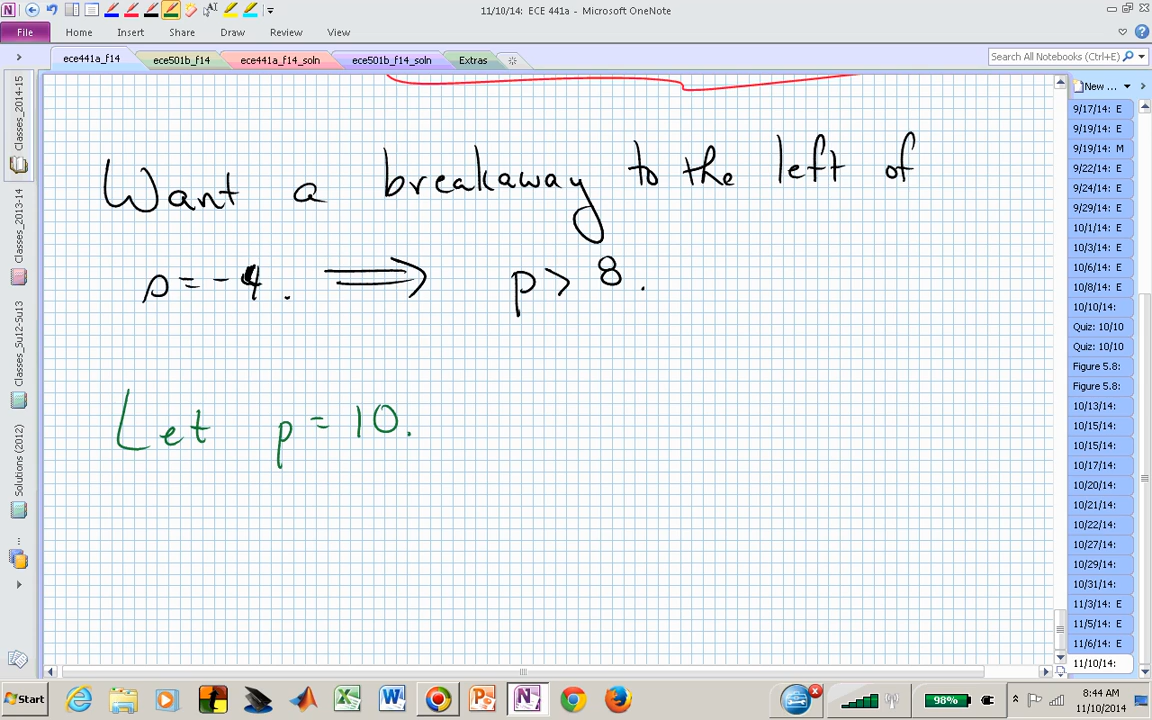 11/10/14: ECE 441a - Microsoft OneNote
File Home Insert Share Draw Review View
ece441a_f14 ece501b_f14 ece441a_f14_soln ece501b_f14_soln Extras
Search All Notebooks (Ctrl+E)
Classes_2014-15
Classes_2013-14
Classes_Su12-Su13
Solutions (2012)
Want a breakaway to the left of
s = -4. ⟹ p > 8.
Let p = 10.
New ...
9/17/14: E
9/19/14: E
9/19/14: M
9/22/14: E
9/24/14: E
9/29/14: E
10/1/14: E
10/3/14: E
10/6/14: E
10/8/14: E
10/10/14:
Quiz: 10/10
Quiz: 10/10
Figure 5.8:
Figure 5.8:
10/13/14:
10/15/14:
10/15/14:
10/17/14:
10/20/14:
10/21/14:
10/22/14:
10/27/14:
10/29/14:
10/31/14:
11/3/14: E
11/5/14: E
11/6/14: E
11/10/14:
Start
98%
8:44 AM
11/10/2014